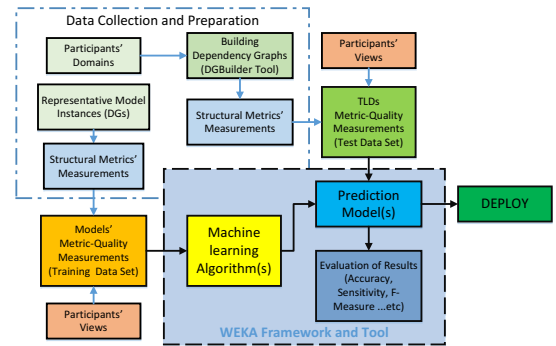 Data Collection and Preparation
Participants'
Domains
Building
Dependency Graphs
(DGBuilder Tool)
Participants'
Views
Representative Model
Instances (DGs)
Structural Metrics'
Measurements
TLDs
Metric-Quality
Measurements
(Test Data Set)
Structural Metrics'
Measurements
Models'
Metric-Quality
Measurements
(Training Data Set)
Machine
learning
Algorithm(s)
Prediction
Model(s)
DEPLOY
Evaluation of Results
(Accuracy,
Sensitivity, F-
Measure ...etc)
Participants'
Views
WEKA Framework and Tool